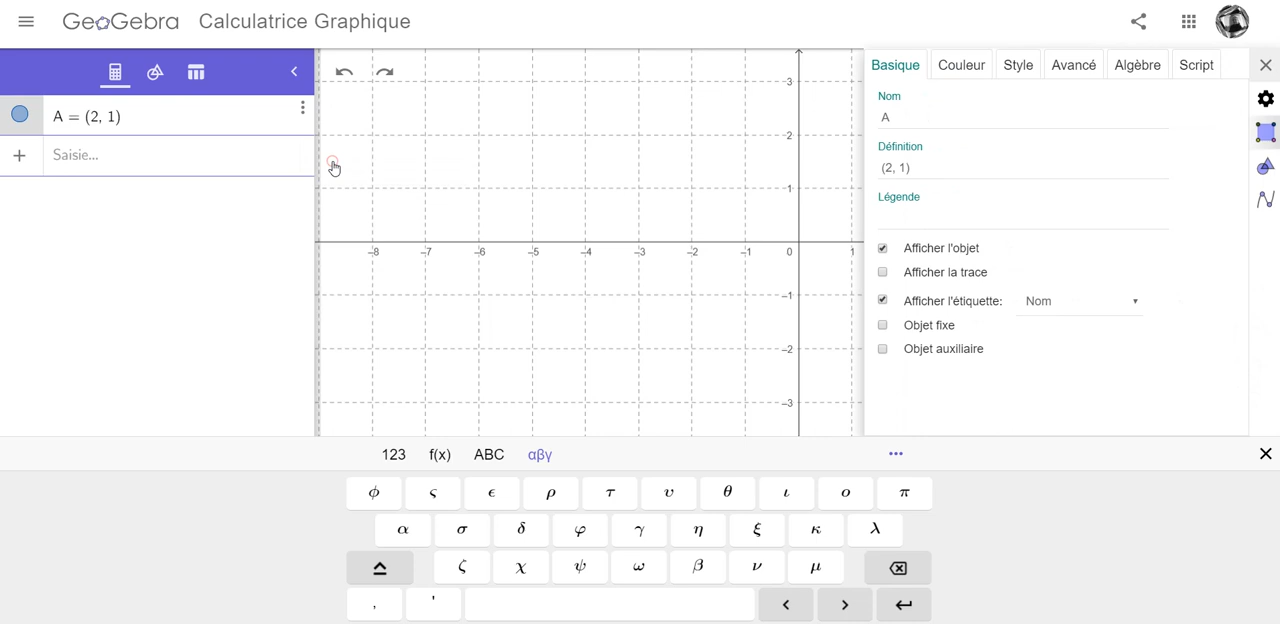 GeoGebra Calculatrice Graphique
A = (2, 1)
Saisie...
3
2
1
-8 -7 -6 -5 -4 -3 -2 -1 0 1
-1
-2
-3
Basique Couleur Style Avancé Algèbre Script
Nom
A
Définition
(2, 1)
Légende
Afficher l'objet
Afficher la trace
Afficher l'étiquette: Nom
Objet fixe
Objet auxiliaire
123 f(x) ABC αβγ
ϕ ς ϵ ρ τ υ θ ι ο π
α σ δ φ γ η ξ κ λ
ζ χ ψ ω β ν μ
, '